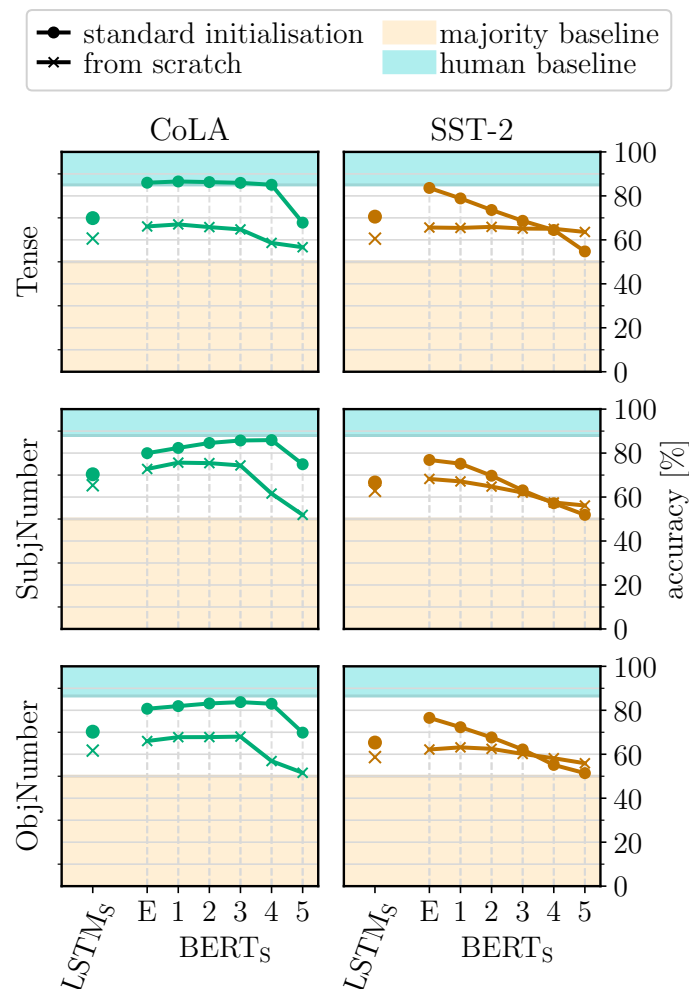 standard initialisation
majority baseline
from scratch
human baseline
CoLA
SST-2
Tense
100
80
60
40
20
0
SubjNumber
100
80
60
40
20
0
accuracy [%]
ObjNumber
100
80
60
40
20
0
LSTMS
E 1 2 3 4 5
BERTS
LSTMS
E 1 2 3 4 5
BERTS